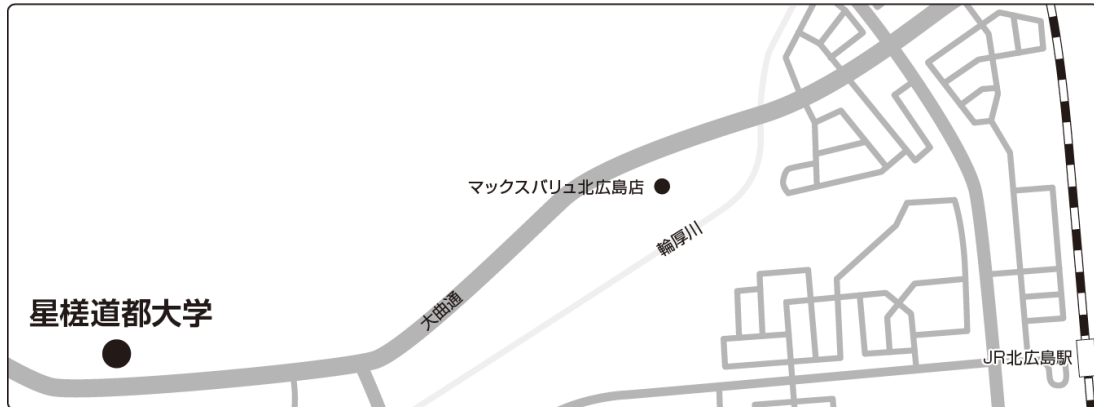 マックスバリュ北広島店
輪厚川
大曲通
星槎道都大学
JR北広島駅